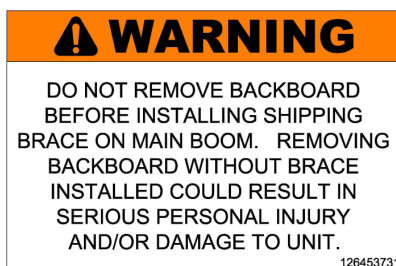 WARNING
DO NOT REMOVE BACKBOARD
BEFORE INSTALLING SHIPPING
BRACE ON MAIN BOOM. REMOVING
BACKBOARD WITHOUT BRACE
INSTALLED COULD RESULT IN
SERIOUS PERSONAL INJURY
AND/OR DAMAGE TO UNIT.
126453731